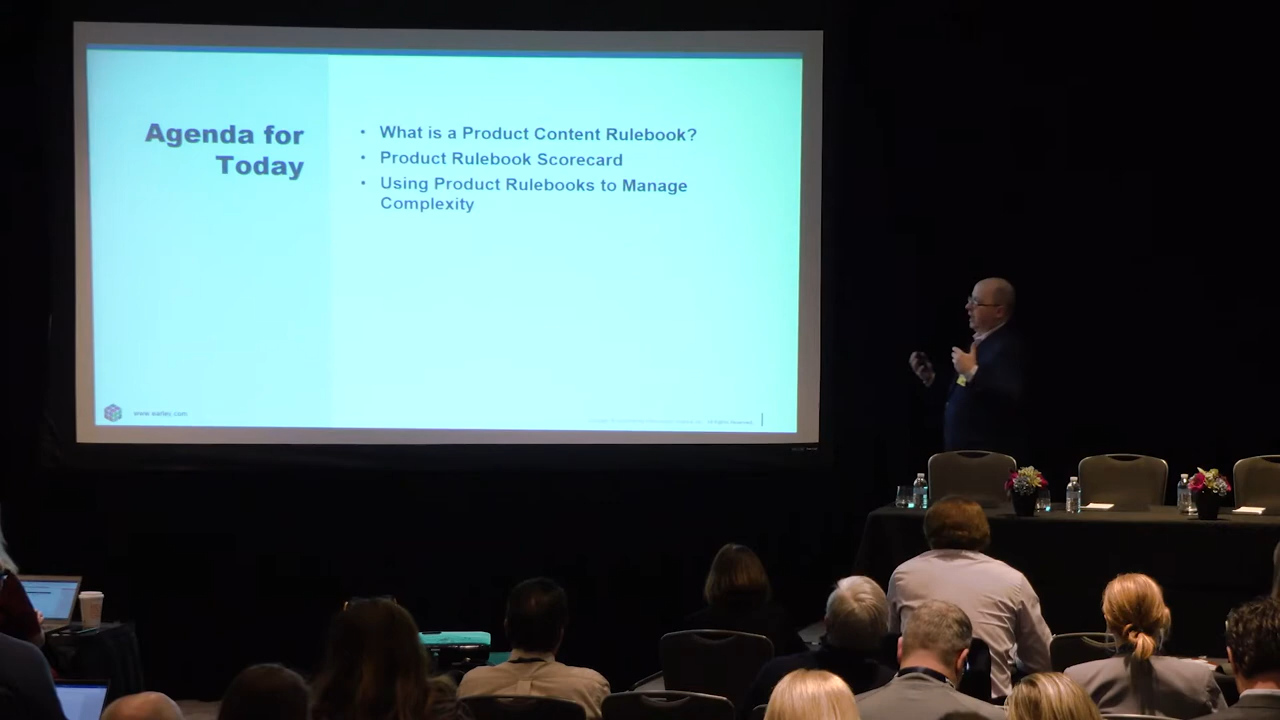 Agenda for
Today
• What is a Product Content Rulebook?
• Product Rulebook Scorecard
• Using Product Rulebooks to Manage
Complexity